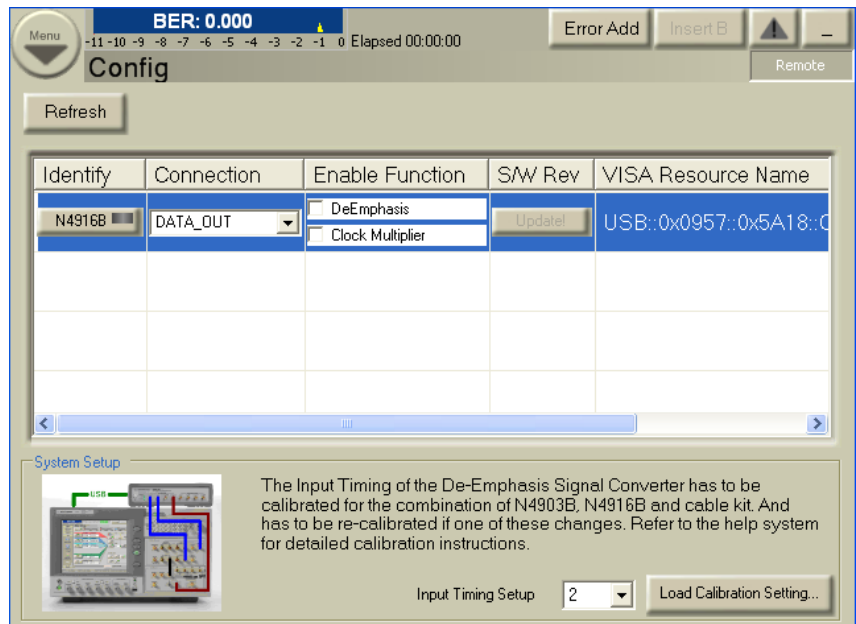 Menu
BER: 0.000
-11 -10 -9 -8 -7 -6 -5 -4 -3 -2 -1 0 Elapsed 00:00:00
Error Add
Insert B
_
Config
Remote
Refresh
Identify Connection Enable Function S/W Rev VISA Resource Name
N4916B DATA_OUT DeEmphasis Update! USB::0x0957::0x5A18::
Clock Multiplier
System Setup
USB
The Input Timing of the De-Emphasis Signal Converter has to be
calibrated for the combination of N4903B, N4916B and cable kit. And
has to be re-calibrated if one of these changes. Refer to the help system
for detailed calibration instructions.
Input Timing Setup 2 Load Calibration Setting...